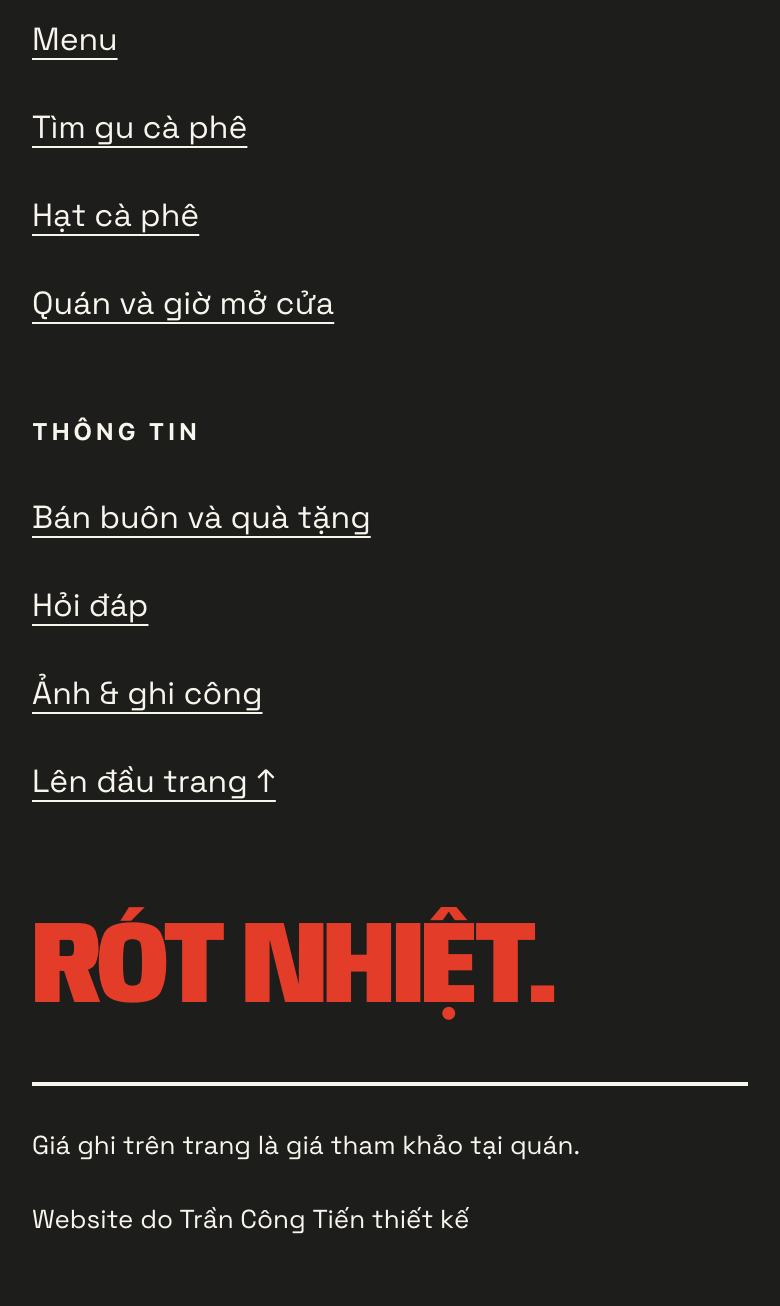 Menu
Tìm gu cà phê
Hạt cà phê
Quán và giờ mở cửa
THÔNG TIN
Bán buôn và quà tặng
Hỏi đáp
Ảnh & ghi công
Lên đầu trang ↑
RÓT NHIỆT.
Giá ghi trên trang là giá tham khảo tại quán.
Website do Trần Công Tiến thiết kế